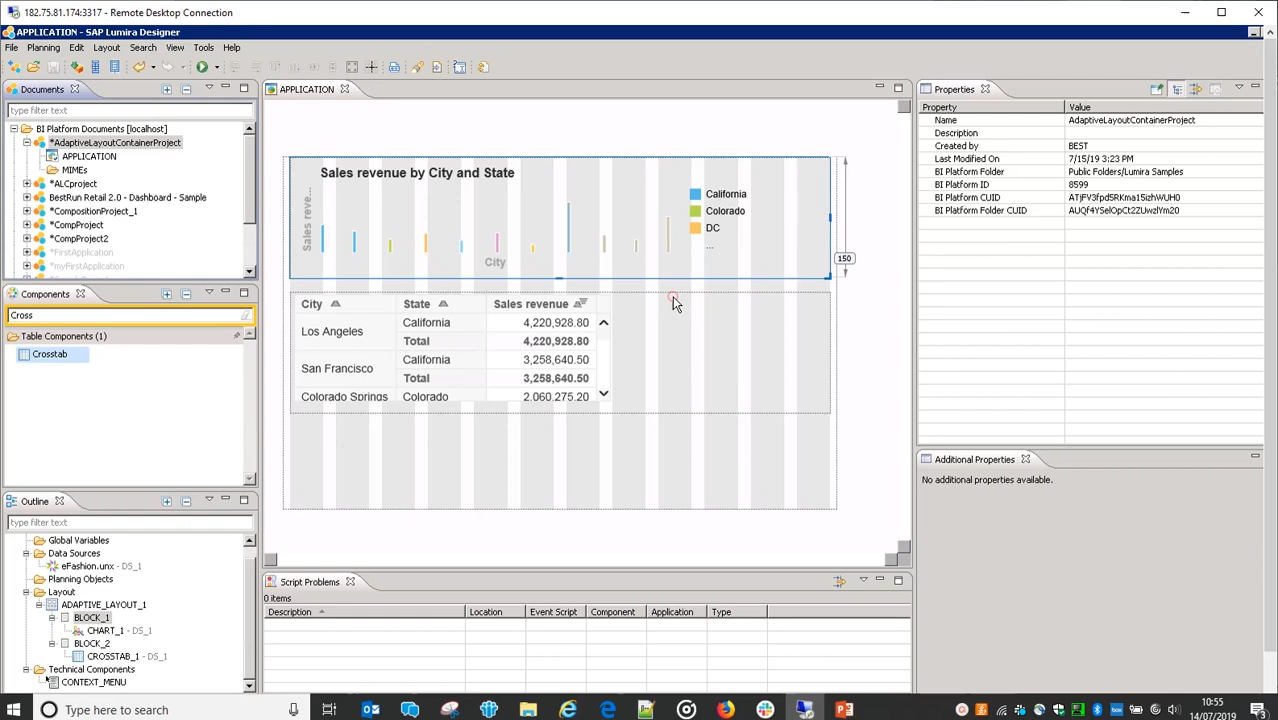 182.75.81.174:3317 - Remote Desktop Connection
APPLICATION - SAP Lumira Designer
File Planning Edit Layout Search View Tools Help
Documents
type filter text
BI Platform Documents [localhost]
*AdaptiveLayoutContainerProject
APPLICATION
MIMEs
*ALCproject
BestRun Retail 2.0 - Dashboard - Sample
*CompositionProject_1
*CompProject
*CompProject2
*FirstApplication
*myFirstApplication
Components
Cross
Table Components (1)
Crosstab
Outline
type filter text
Global Variables
Data Sources
eFashion.unx - DS_1
Planning Objects
Layout
ADAPTIVE_LAYOUT_1
BLOCK_1
CHART_1 - DS_1
BLOCK_2
CROSSTAB_1 - DS_1
Technical Components
CONTEXT_MENU
APPLICATION
Sales revenue by City and State
Sales reve...
City
California
Colorado
DC
...
150
City State Sales revenue
Los Angeles California 4,220,928.80
Total 4,220,928.80
San Francisco California 3,258,640.50
Total 3,258,640.50
Colorado Springs Colorado 2,060,275.20
Script Problems
0 items
Description Location Event Script Component Application Type
Properties
Property Value
Name AdaptiveLayoutContainerProject
Description
Created by BEST
Last Modified On 7/15/19 3:23 PM
BI Platform Folder Public Folders/Lumira Samples
BI Platform ID 8599
BI Platform CUID ATjFV3fpd5RKma15izhWUH0
BI Platform Folder CUID AUQf4YSelOpCt2ZUwzlYm20
Additional Properties
No additional properties available.
Type here to search
10:55
14/07/2019